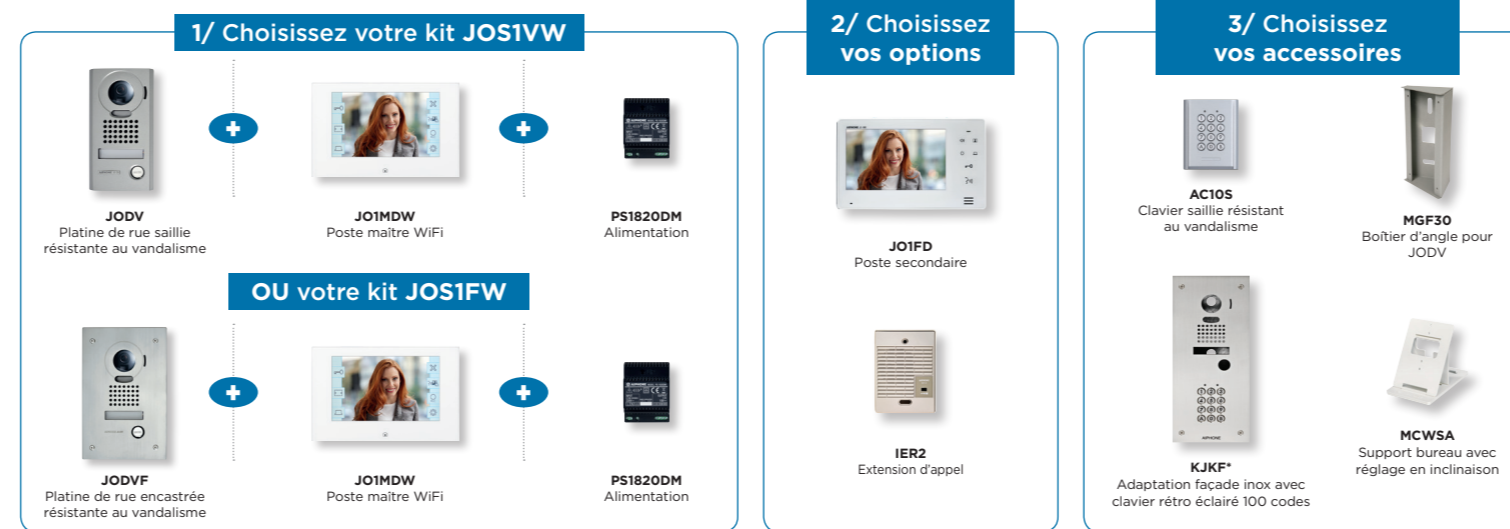 1/ Choisissez votre kit JOS1VW
JODV
Platine de rue saillie
résistante au vandalisme
JO1MDW
Poste maître WiFi
PS1820DM
Alimentation
OU votre kit JOS1FW
JODVF
Platine de rue encastrée
résistante au vandalisme
JO1MDW
Poste maître WiFi
PS1820DM
Alimentation
2/ Choisissez
vos options
JO1FD
Poste secondaire
IER2
Extension d'appel
3/ Choisissez
vos accessoires
AC10S
Clavier saillie résistant
au vandalisme
MGF30
Boîtier d'angle pour
JODV
AIPHONE
KJKF*
Adaptation façade inox avec
clavier rétro éclairé 100 codes
MCWSA
Support bureau avec
réglage en inclinaison